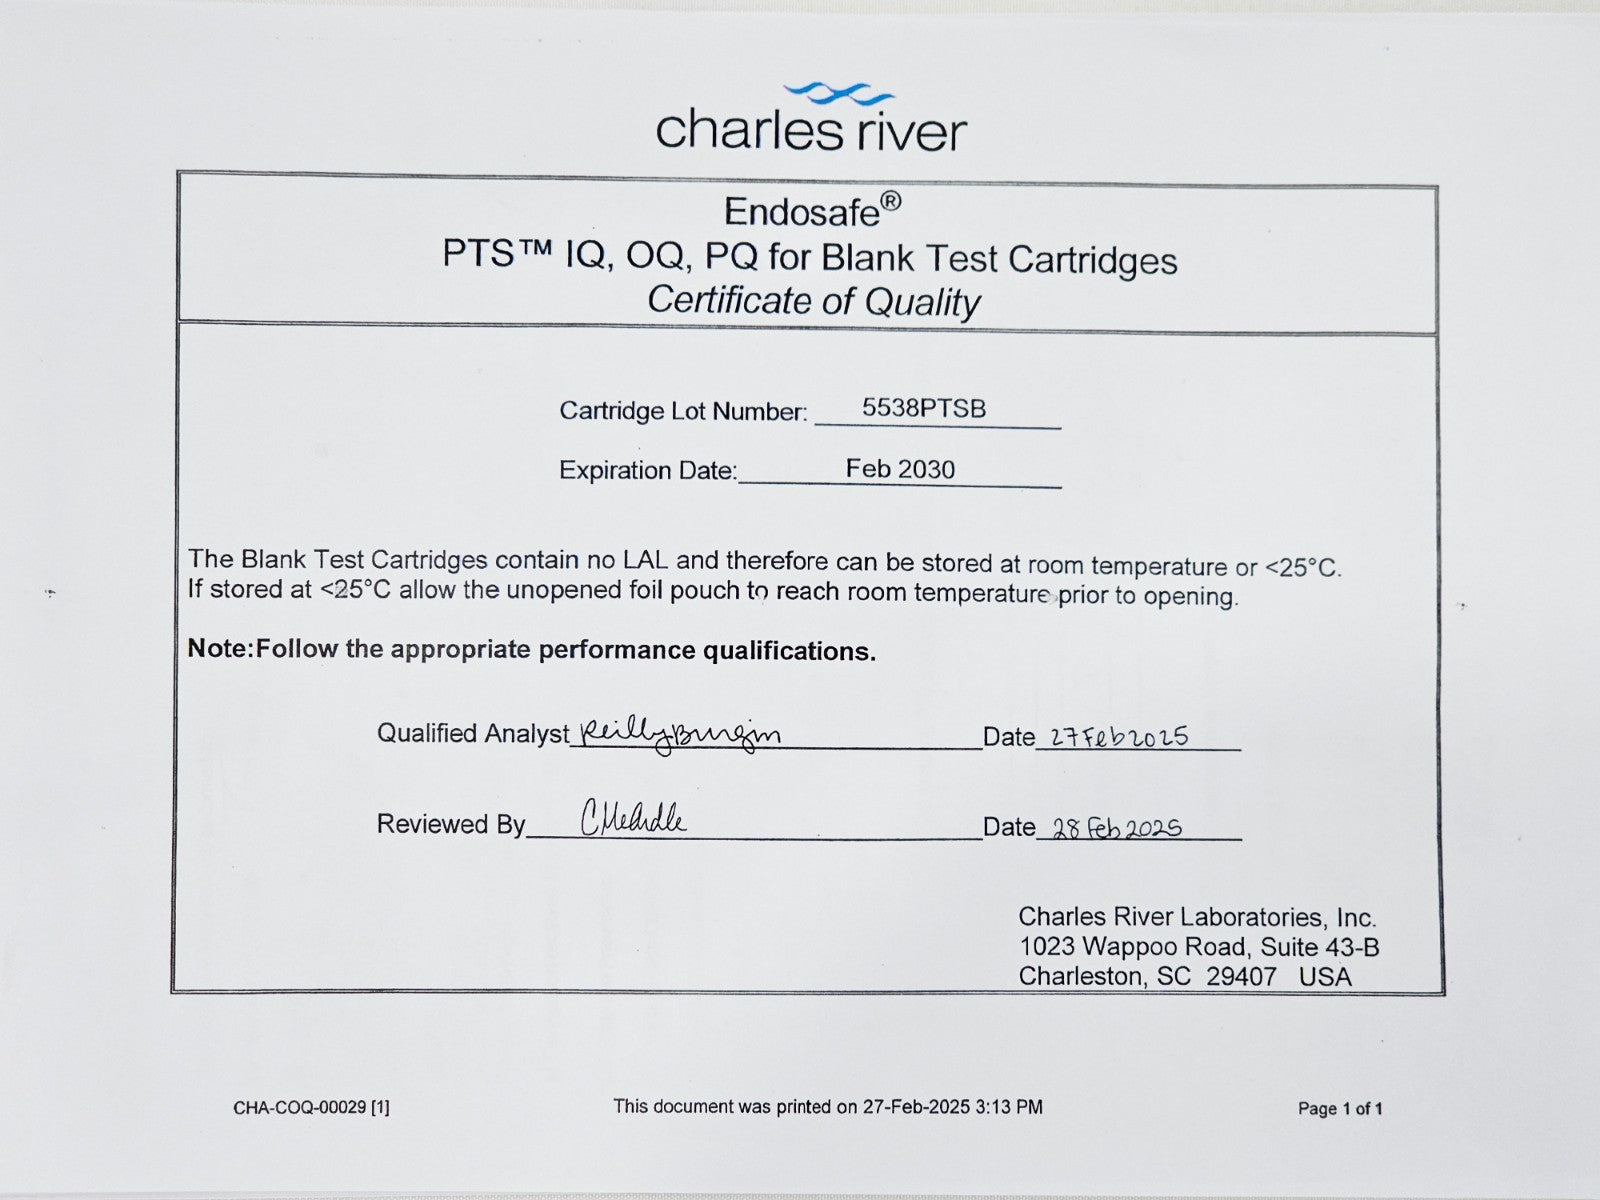 charles river
Endosafe®
PTS™ IQ, OQ, PQ for Blank Test Cartridges
Certificate of Quality
Cartridge Lot Number: 5538PTSB
Expiration Date: Feb 2030
The Blank Test Cartridges contain no LAL and therefore can be stored at room temperature or <25°C.
If stored at <25°C allow the unopened foil pouch to reach room temperature prior to opening.
Note:Follow the appropriate performance qualifications.
Qualified Analyst Reilly Burgin Date 27Feb2025
Reviewed By Date 28Feb2025
Charles River Laboratories, Inc.
1023 Wappoo Road, Suite 43-B
Charleston, SC 29407 USA
CHA-COQ-00029 [1] This document was printed on 27-Feb-2025 3:13 PM Page 1 of 1